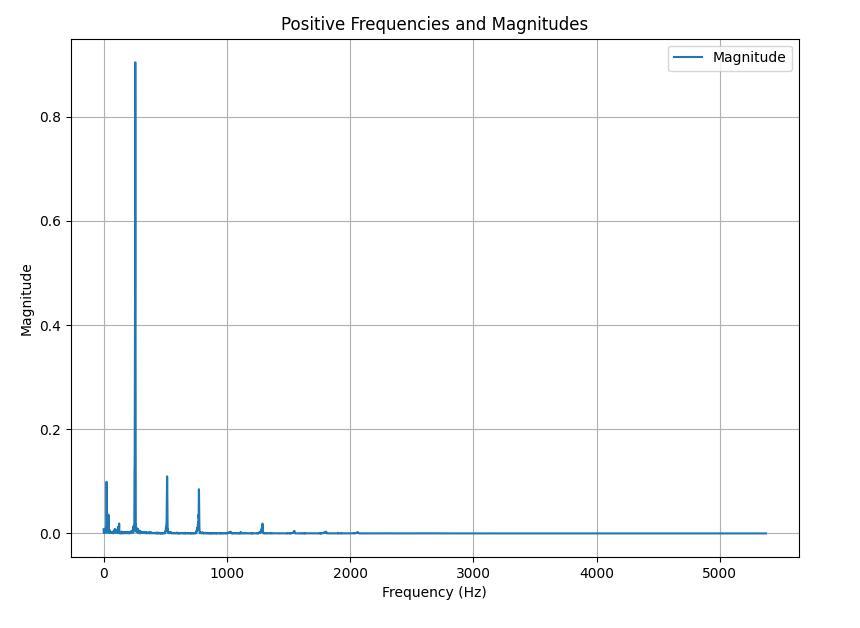 Positive Frequencies and Magnitudes
Magnitude
0.8
0.6
0.4
0.2
0.0
Magnitude
0 1000 2000 3000 4000 5000
Frequency (Hz)